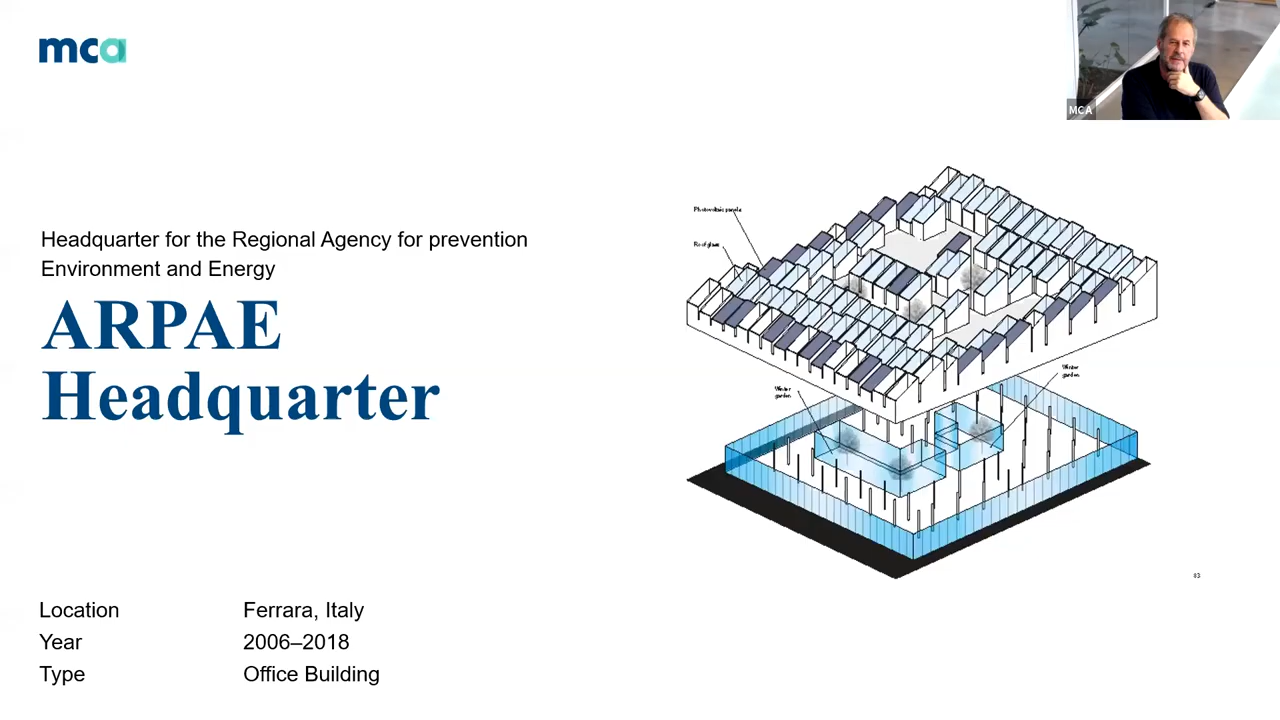 mca
MCA
Headquarter for the Regional Agency for prevention
Environment and Energy
ARPAE
Headquarter
Photovoltaic panels
Roof glass
Winter
garden
Winter
garden
93
Location Ferrara, Italy
Year 2006–2018
Type Office Building